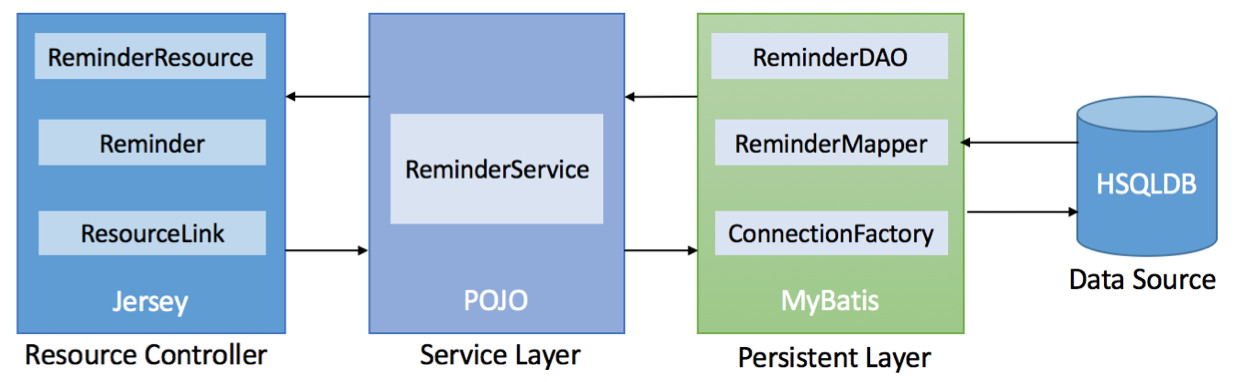 ReminderResource
Reminder
ResourceLink
Jersey
Resource Controller
ReminderService
POJO
Service Layer
ReminderDAO
ReminderMapper
ConnectionFactory
MyBatis
Persistent Layer
HSQLDB
Data Source